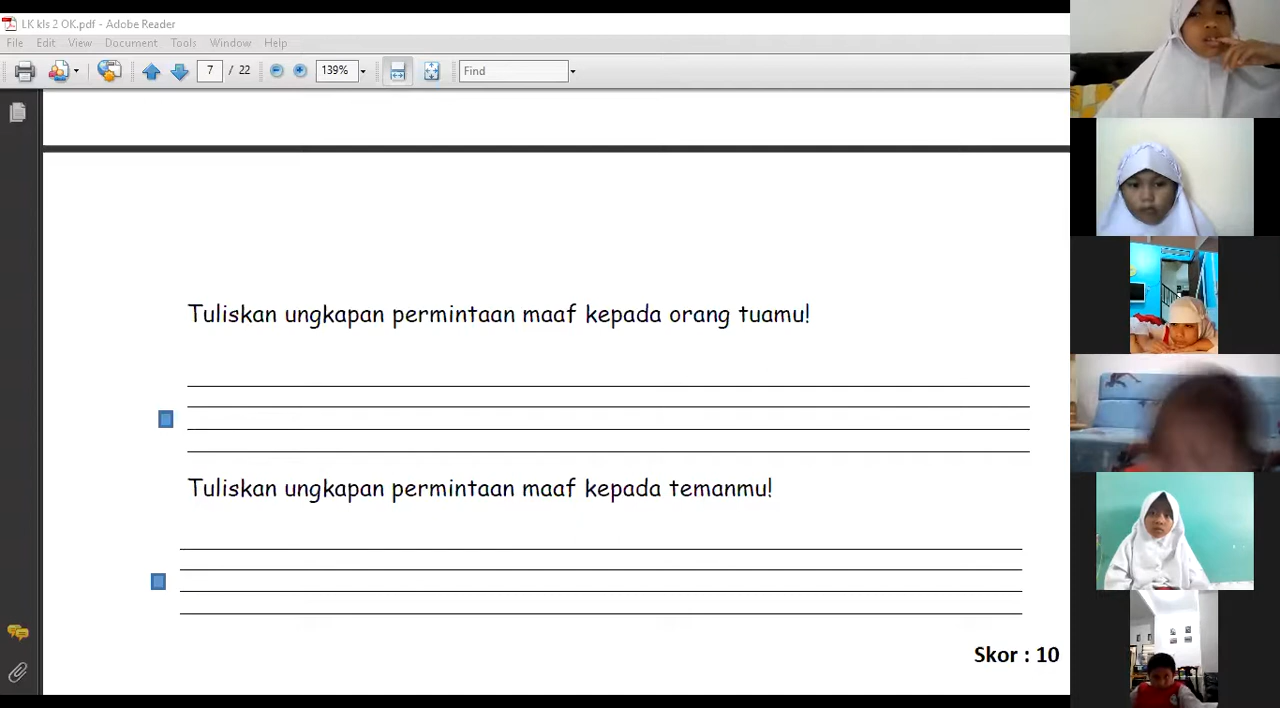 LK kls 2 OK.pdf - Adobe Reader
File Edit View Document Tools Window Help
7 / 22 139% Find
Tuliskan ungkapan permintaan maaf kepada orang tuamu!
Tuliskan ungkapan permintaan maaf kepada temanmu!
Skor : 10